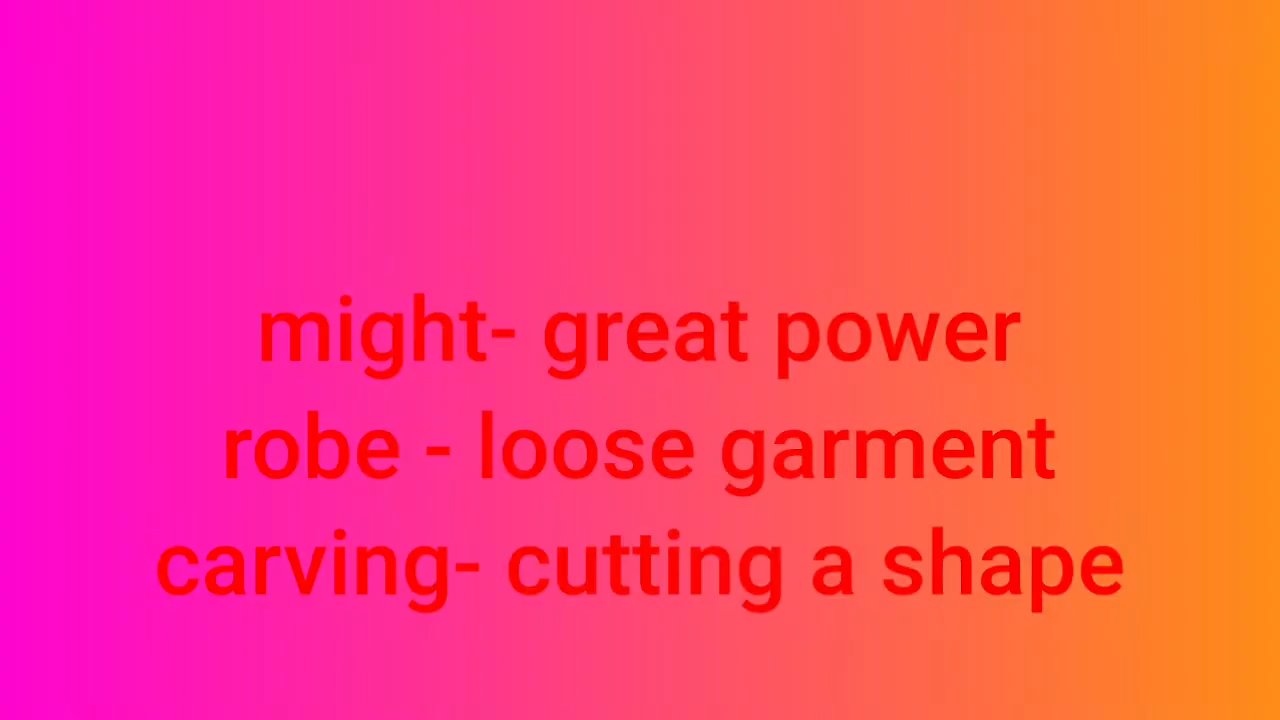 might- great power
robe - loose garment
carving- cutting a shape